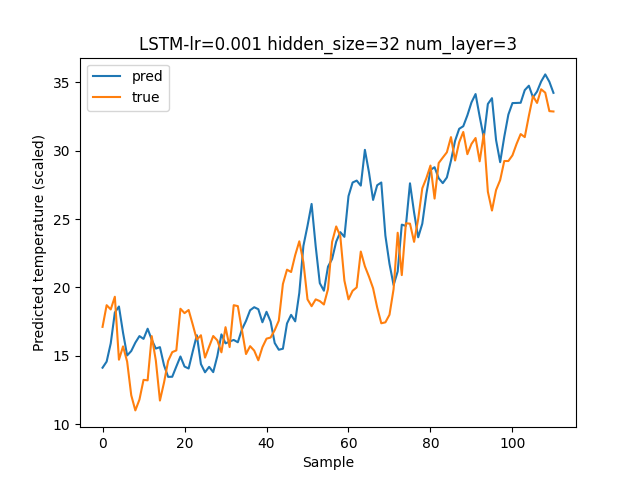 LSTM-lr=0.001 hidden_size=32 num_layer=3
pred
true
Predicted temperature (scaled)
35
30
25
20
15
10
0 20 40 60 80 100
Sample